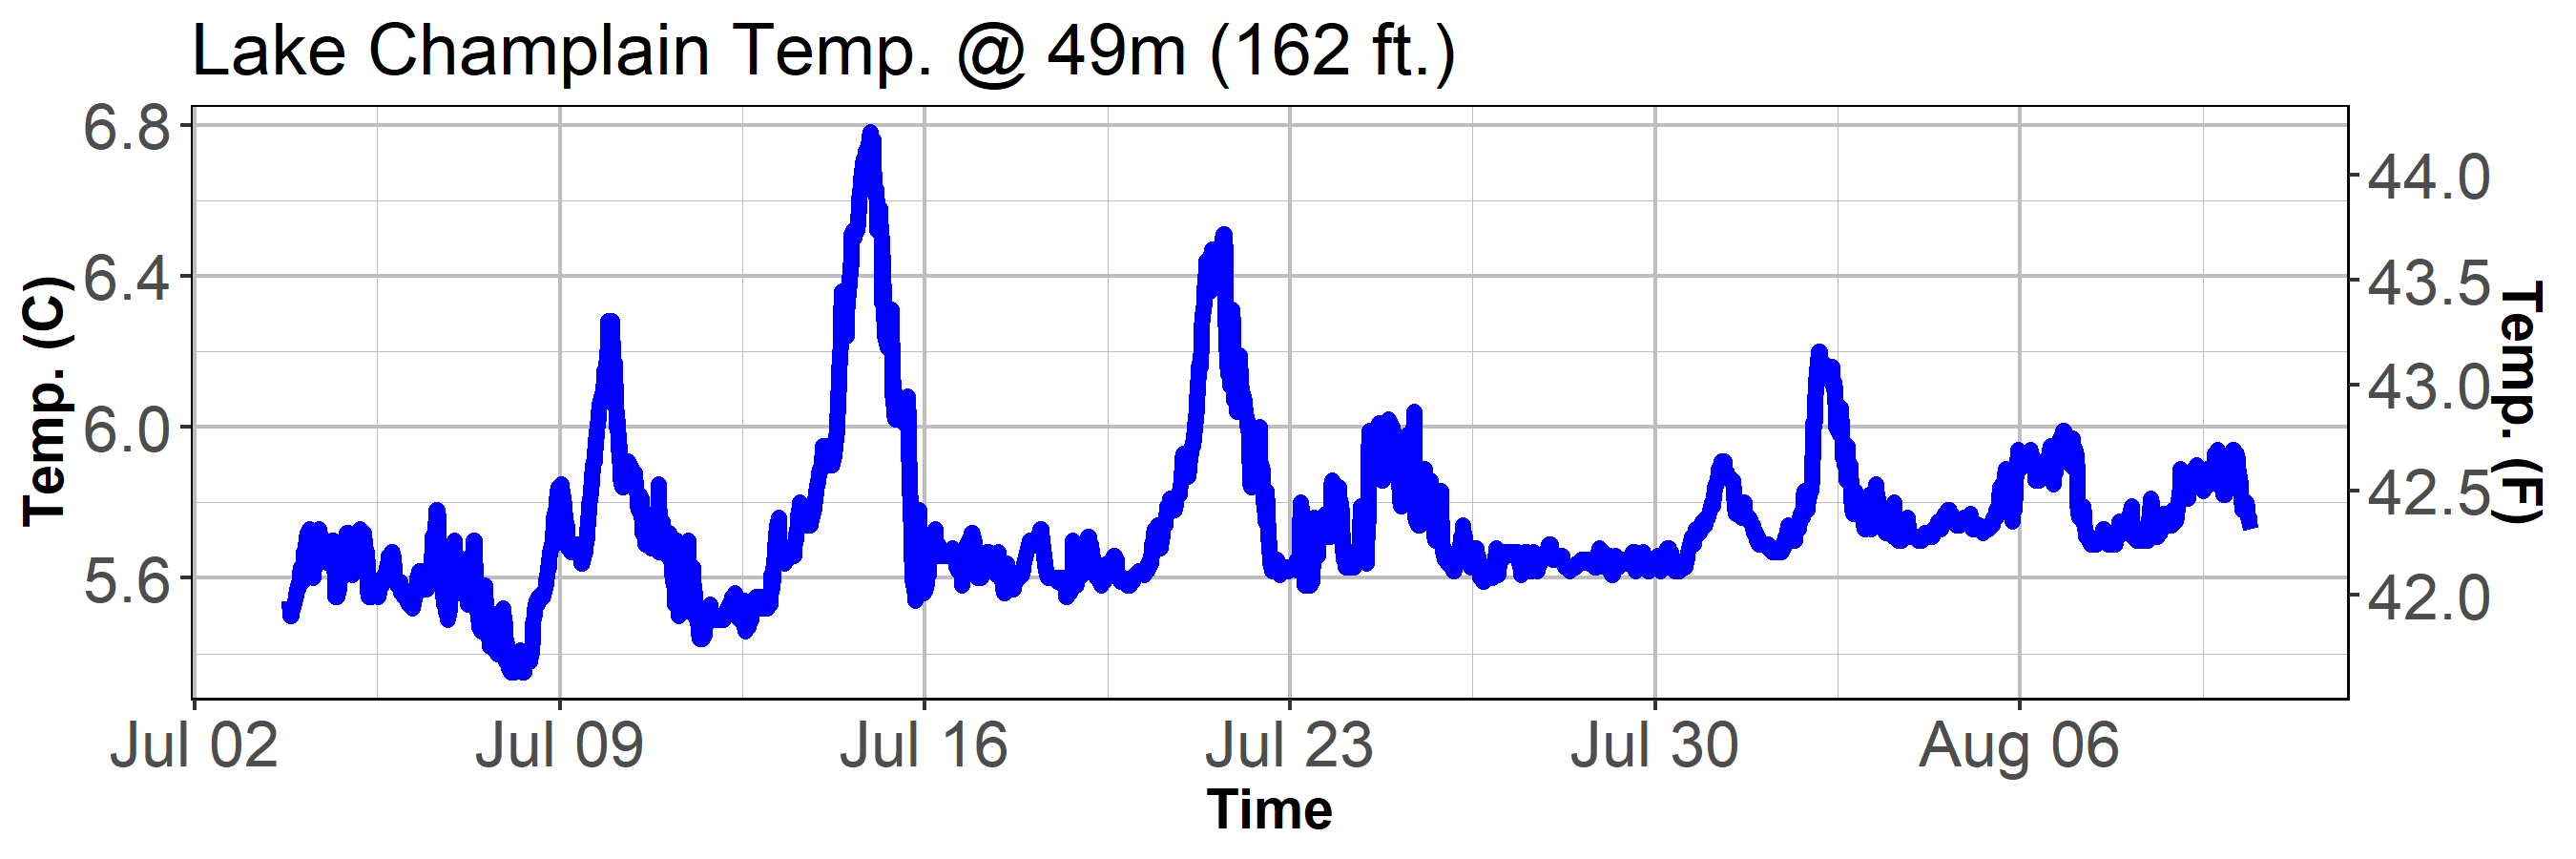 Lake Champlain Temp. @ 49m (162 ft.)
Temp. (C)
6.8
6.4
6.0
5.6
44.0
43.5
43.0
42.5
42.0
Temp. (F)
Jul 02 Jul 09 Jul 16 Jul 23 Jul 30 Aug 06
Time